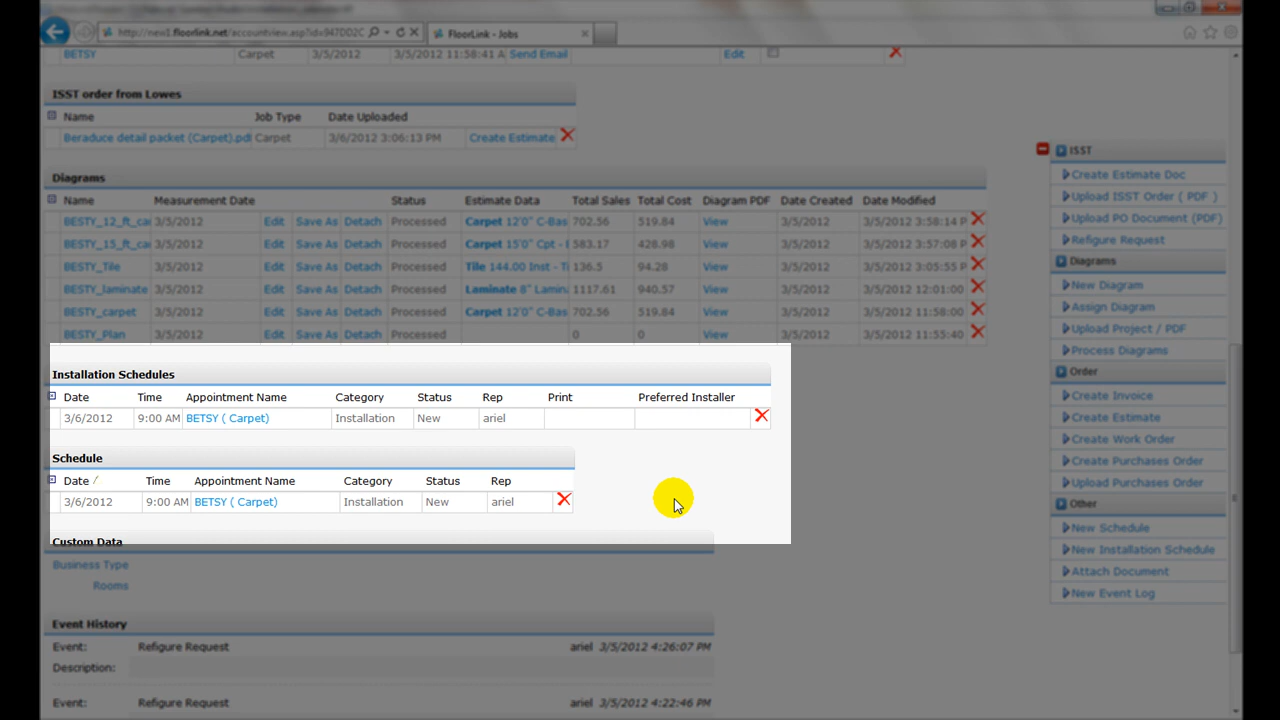 http://new1.floorlink.net/accountview.asp?id=947DD2C FloorLink - Jobs
BETSY Carpet 3/5/2012 3/5/2012 11:58:41 A Send Email Edit
ISST order from Lowes
Name Job Type Date Uploaded
Beraduce detail packet (Carpet).pdf Carpet 3/6/2012 3:06:13 PM Create Estimate
Diagrams
Name Measurement Date Status Estimate Data Total Sales Total Cost Diagram PDF Date Created Date Modified
BESTY_12_ft_ca 3/5/2012 Edit Save As Detach Processed Carpet 12'0" C-Bas 702.56 519.84 View 3/5/2012 3/5/2012 3:58:14 P
BESTY_15_ft_ca 3/5/2012 Edit Save As Detach Processed Carpet 15'0" Cpt - 583.17 428.98 View 3/5/2012 3/5/2012 3:57:08 P
BESTY_Tile 3/5/2012 Edit Save As Detach Processed Tile 144.00 Inst - Ti 136.5 94.28 View 3/5/2012 3/5/2012 3:05:55 P
BESTY_laminate 3/5/2012 Edit Save As Detach Processed Laminate 8" Lamin 1117.61 940.57 View 3/5/2012 3/5/2012 12:01:00
BESTY_carpet 3/5/2012 Edit Save As Detach Processed Carpet 12'0" C-Bas 702.56 519.84 View 3/5/2012 3/5/2012 11:58:00
BESTY_Plan 3/5/2012 Edit Save As Detach Processed 0 0 View 3/5/2012 3/5/2012 11:55:40
Installation Schedules
Date Time Appointment Name Category Status Rep Print Preferred Installer
3/6/2012 9:00 AM BETSY ( Carpet) Installation New ariel
Schedule
Date Time Appointment Name Category Status Rep
3/6/2012 9:00 AM BETSY ( Carpet) Installation New ariel
Custom Data
Business Type
Rooms
Event History
Event: Refigure Request ariel 3/5/2012 4:26:07 PM
Description:
Event: Refigure Request ariel 3/5/2012 4:22:46 PM
ISST
Create Estimate Doc
Upload ISST Order ( PDF )
Upload PO Document (PDF)
Refigure Request
Diagrams
New Diagram
Assign Diagram
Upload Project / PDF
Process Diagrams
Order
Create Invoice
Create Estimate
Create Work Order
Create Purchases Order
Upload Purchases Order
Other
New Schedule
New Installation Schedule
Attach Document
New Event Log